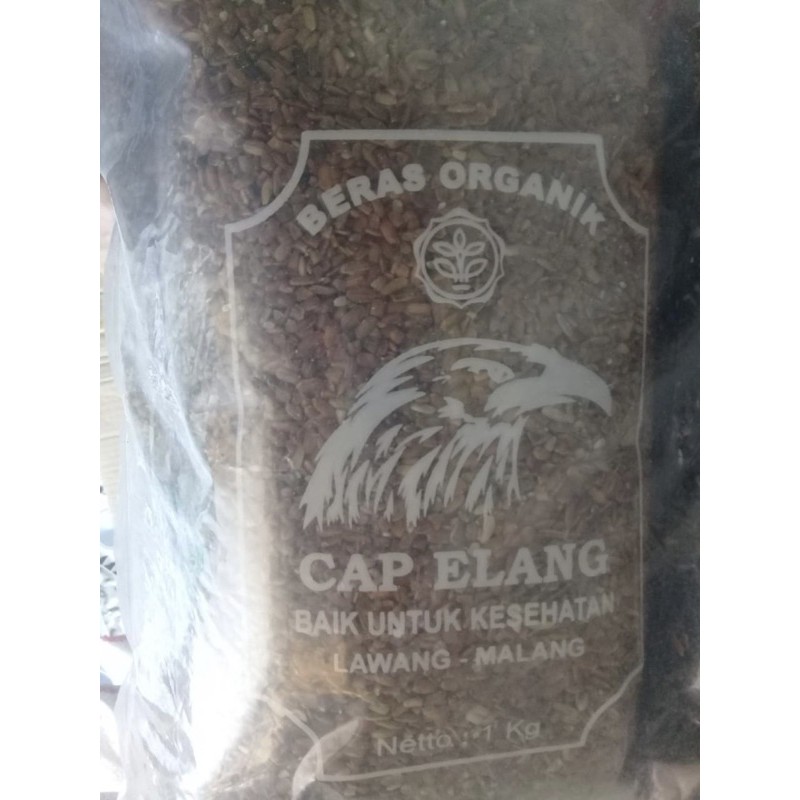 BERAS ORGANIK
CAP ELANG
BAIK UNTUK KESEHATAN
LAWANG - MALANG
Netto : 1 Kg